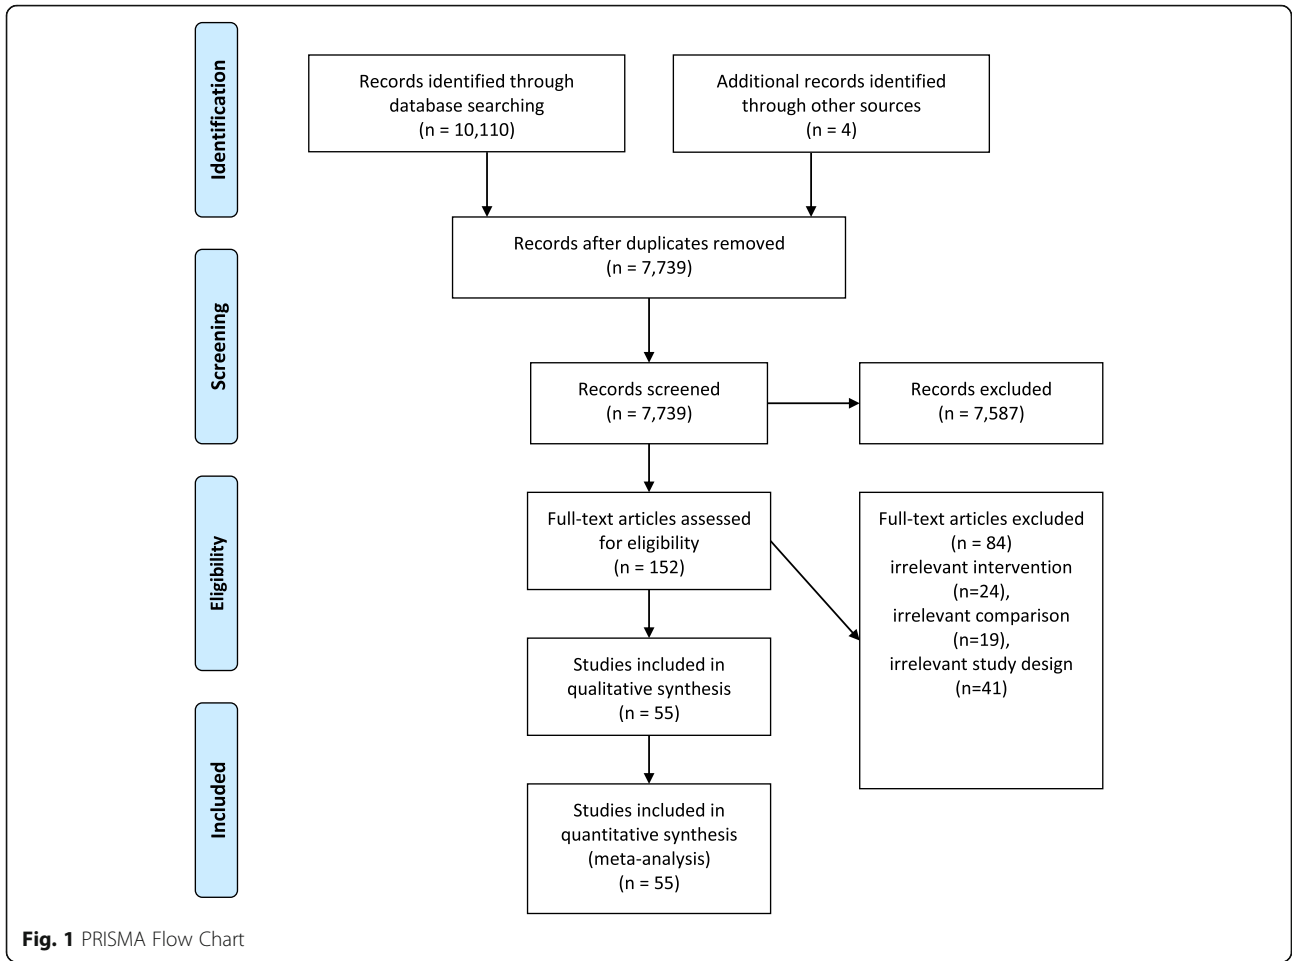 Identification
Records identified through
database searching
(n = 10,110)
Additional records identified
through other sources
(n = 4)
Records after duplicates removed
(n = 7,739)
Screening
Records screened
(n = 7,739)
Records excluded
(n = 7,587)
Eligibility
Full-text articles assessed
for eligibility
(n = 152)
Full-text articles excluded
(n = 84)
irrelevant intervention
(n=24),
irrelevant comparison
(n=19),
irrelevant study design
(n=41)
Studies included in
qualitative synthesis
(n = 55)
Included
Studies included in
quantitative synthesis
(meta-analysis)
(n = 55)
Fig. 1 PRISMA Flow Chart